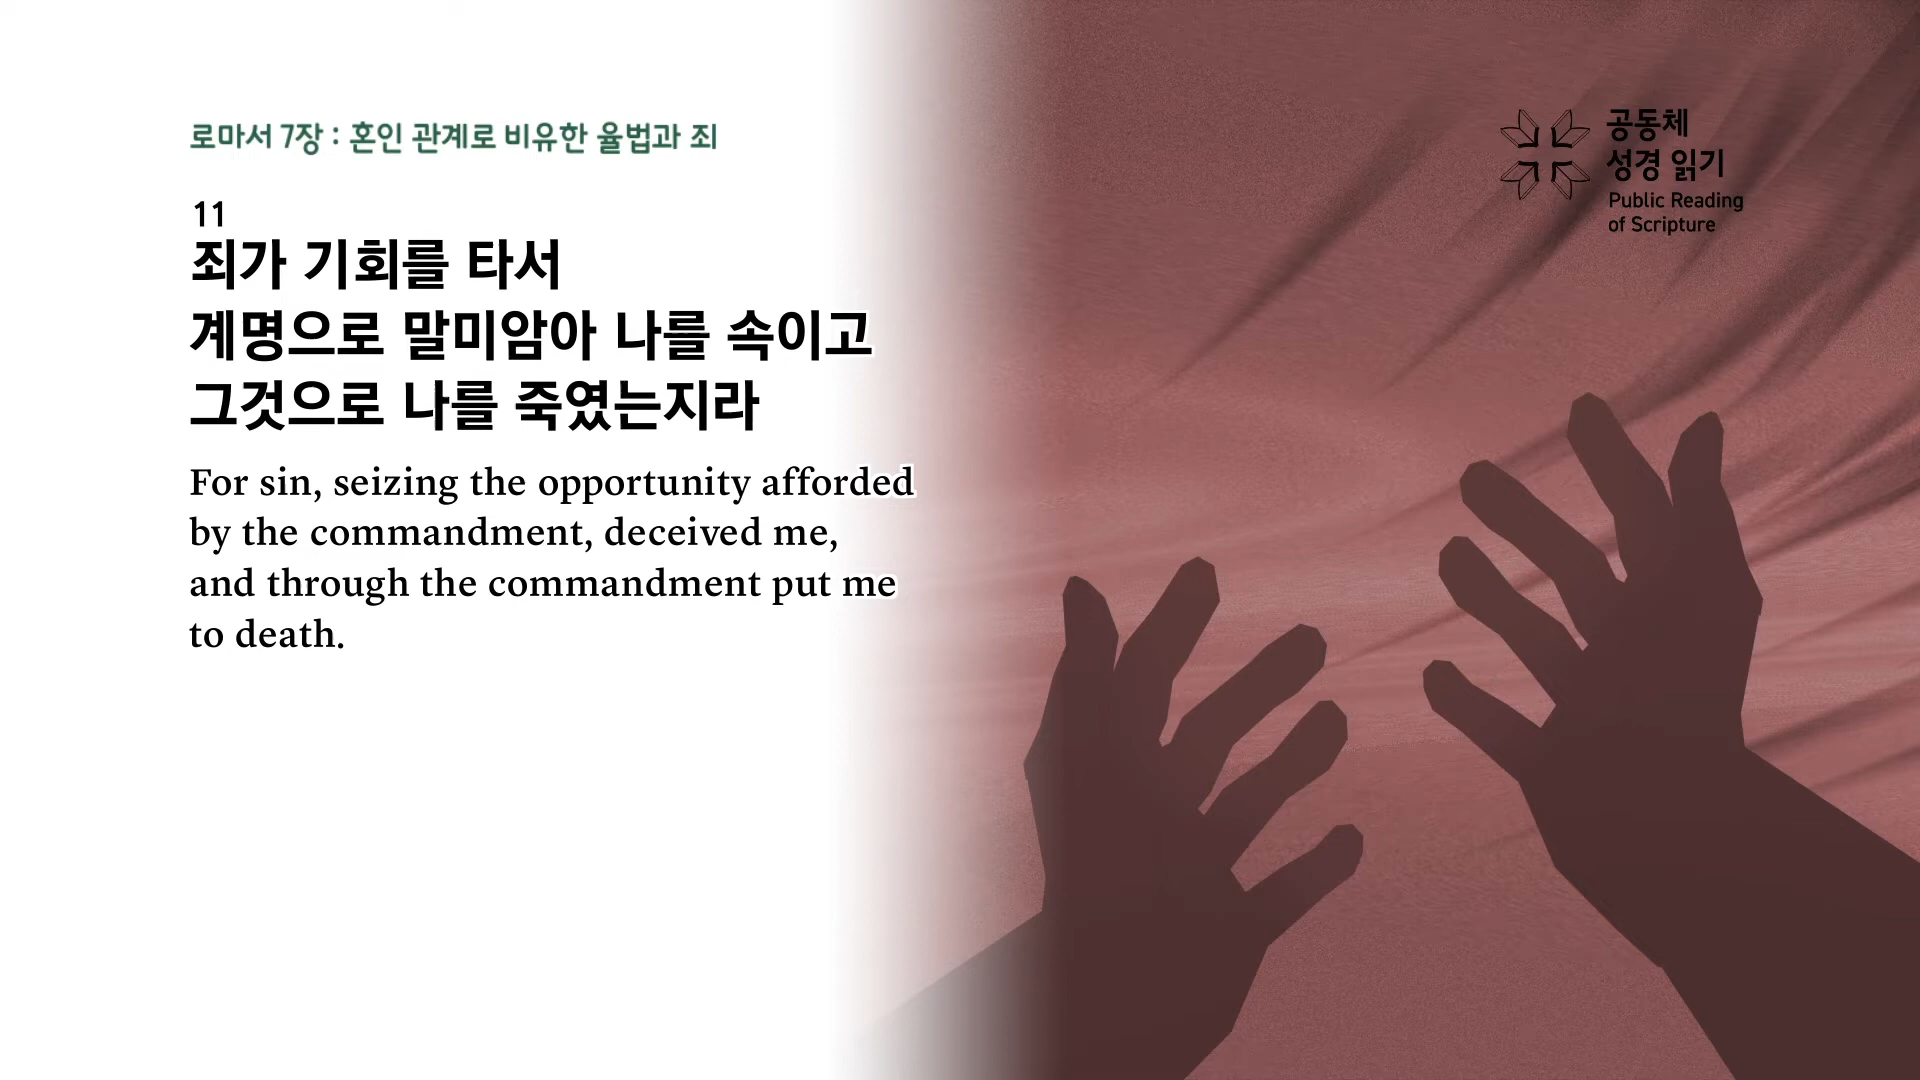 로마서 7장 : 혼인 관계로 비유한 율법과 죄
11
죄가 기회를 타서
계명으로 말미암아 나를 속이고
그것으로 나를 죽였는지라
For sin, seizing the opportunity afforded
by the commandment, deceived me,
and through the commandment put me
to death.
공동체
성경 읽기
Public Reading
of Scripture